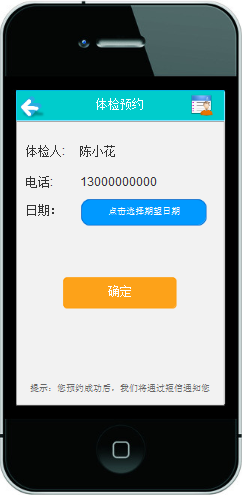 体检预约
体检人: 陈小花
电话: 13000000000
日期: 点击选择期望日期
确定
提示：您预约成功后，我们将通过短信通知您